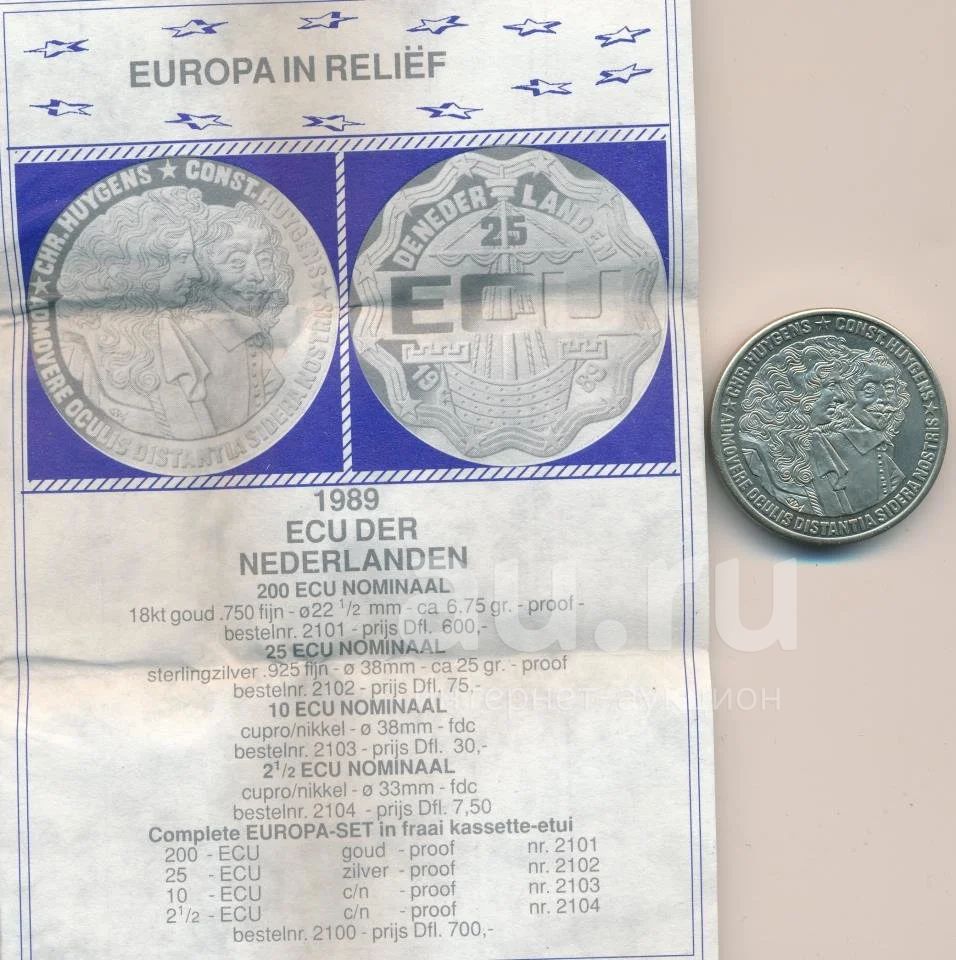 EUROPA IN RELIËF
★ CHR. HUYGENS ★ CONST. HUYGENS ★
ADMOVERE OCULIS DISTANTIA SIDERA NOSTRIS
DE NEDERLANDEN
25
ECU
1989
CHR. HUYGENS ★ CONST. HUYGENS ★
ADMOVERE OCULIS DISTANTIA SIDERA NOSTRIS
1989
ECU DER
NEDERLANDEN
200 ECU NOMINAAL
18kt goud .750 fijn - ø22 1/2 mm - ca 6.75 gr. - proof -
bestelnr. 2101 - prijs Dfl. 600,-
25 ECU NOMINAAL
sterlingzilver .925 fijn - ø 38mm - ca 25 gr. - proof
bestelnr. 2102 - prijs Dfl. 75,-
10 ECU NOMINAAL
cupro/nikkel - ø 38mm - fdc
bestelnr. 2103 - prijs Dfl. 30,-
2 1/2 ECU NOMINAAL
cupro/nikkel - ø 33mm - fdc
bestelnr. 2104 - prijs Dfl. 7,50
Complete EUROPA-SET in fraai kassette-etui
200 - ECU goud - proof nr. 2101
25 - ECU zilver - proof nr. 2102
10 - ECU c/n - proof nr. 2103
2 1/2 - ECU c/n - proof nr. 2104
bestelnr. 2100 - prijs Dfl. 700,-
au.ru
интернет-аукцион